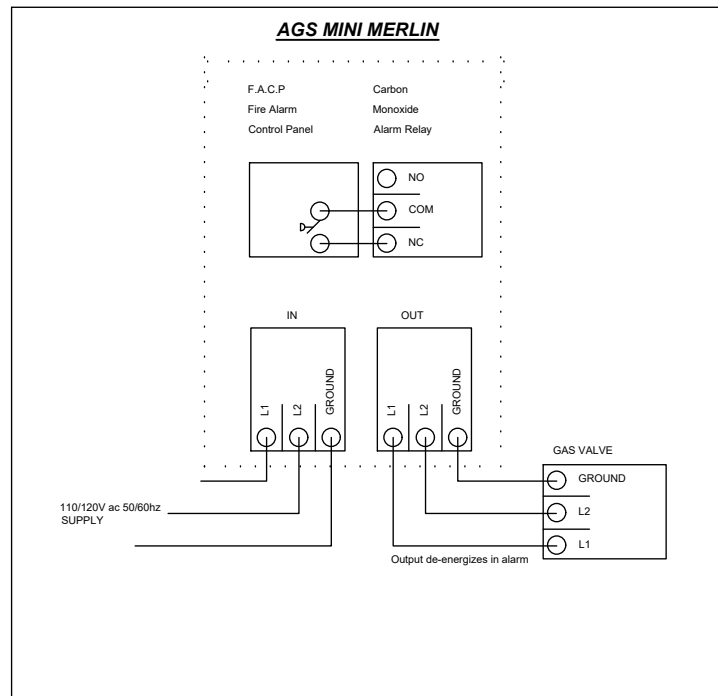 AGS MINI MERLIN
F.A.C.P
Fire Alarm
Control Panel
Carbon
Monoxide
Alarm Relay
NO
COM
NC
IN
OUT
L1
L2
GROUND
L1
L2
GROUND
GAS VALVE
GROUND
L2
L1
110/120V ac 50/60hz
SUPPLY
Output de-energizes in alarm